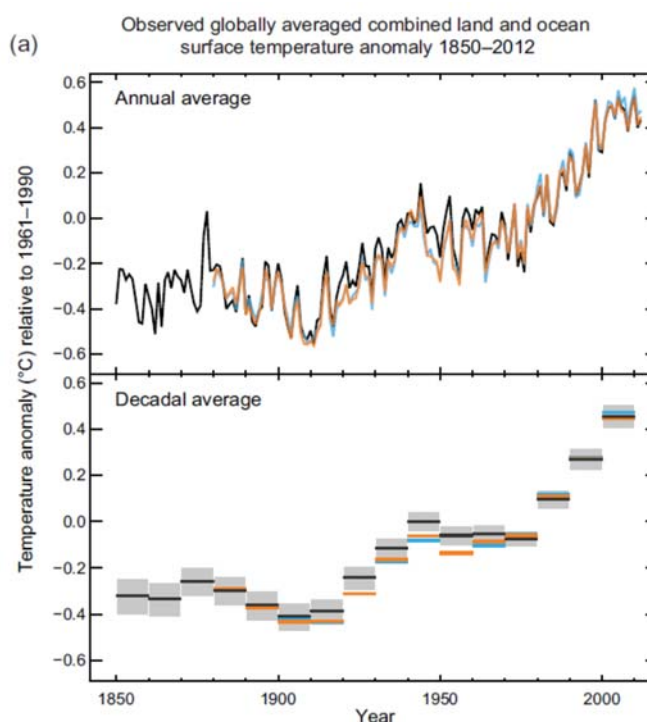 Observed globally averaged combined land and ocean
(a)
surface temperature anomaly 1850–2012
0.6
Annual average
0.4
0.2
0.0
−0.2
−0.4
−0.6
Temperature anomaly (°C) relative to 1961–1990
0.6
Decadal average
0.4
0.2
0.0
−0.2
−0.4
−0.6
1850
1900
1950
2000
Year